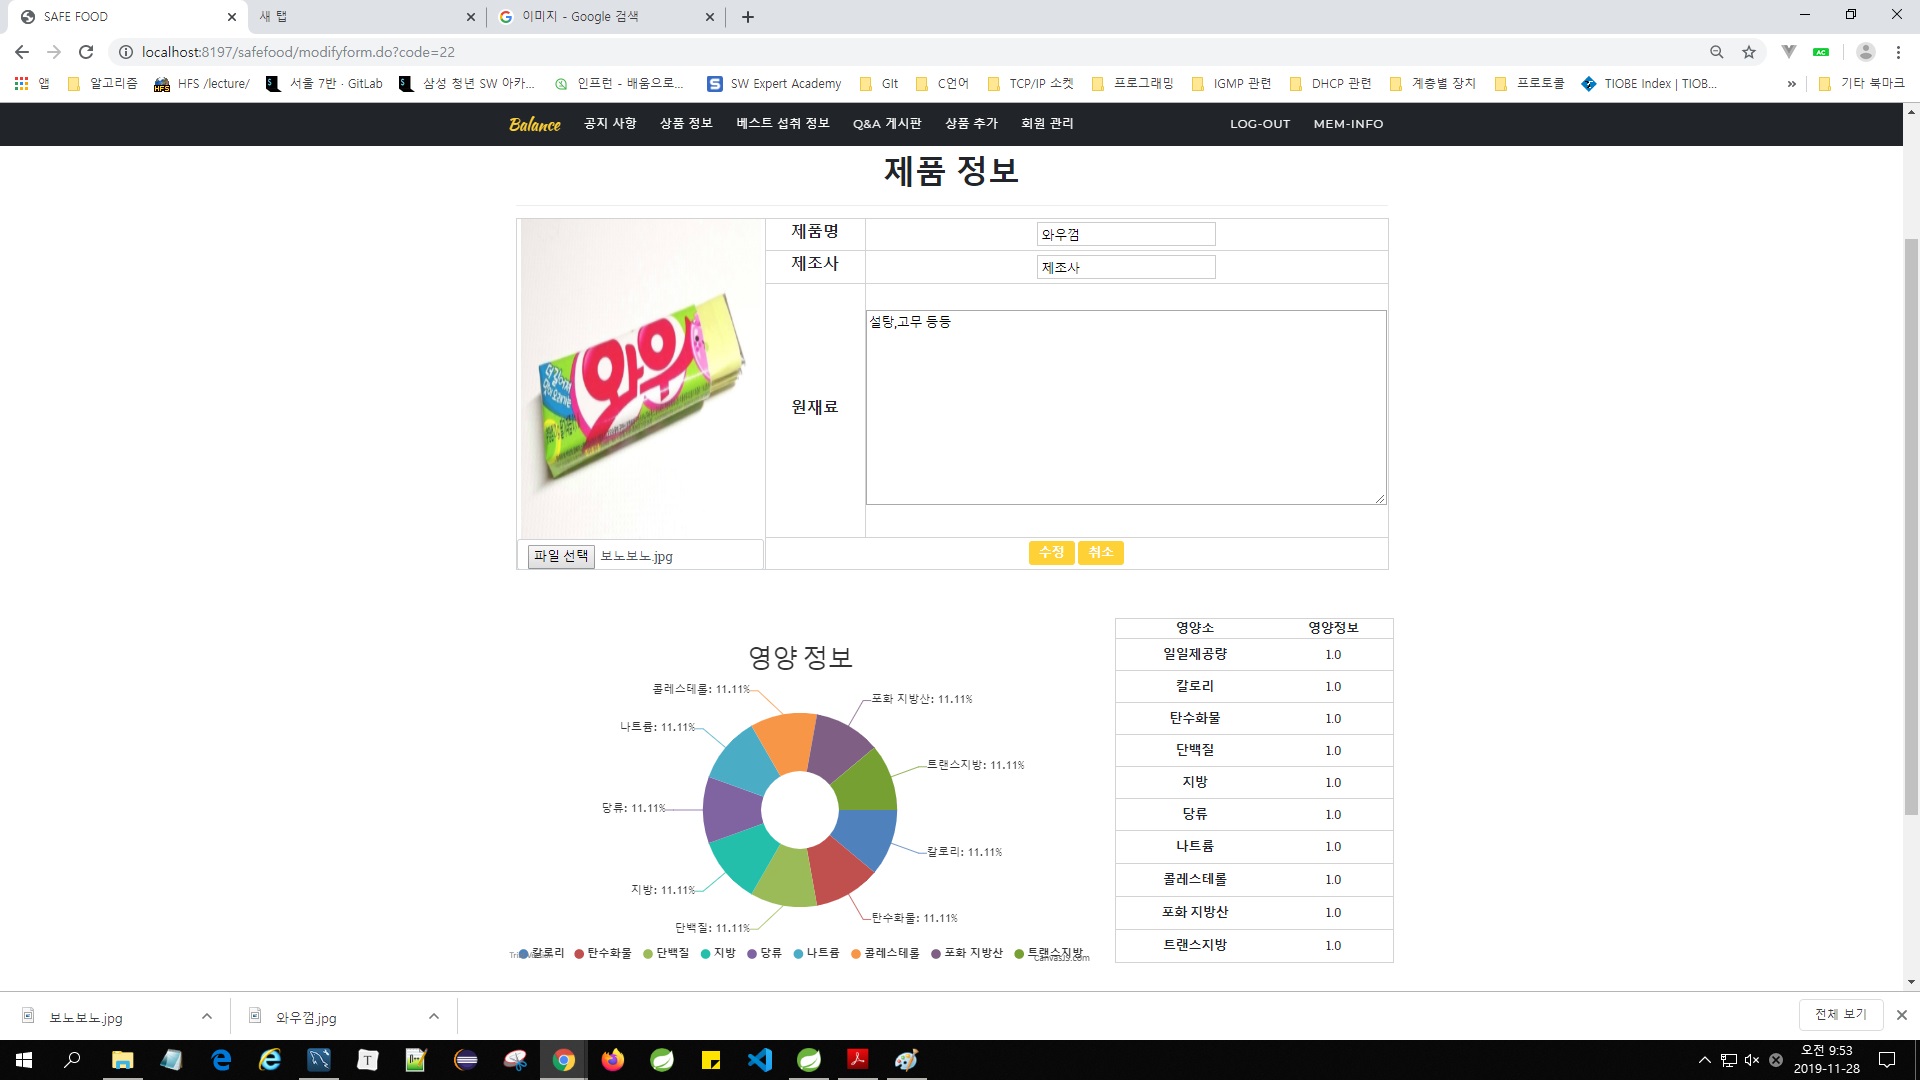 SAFE FOOD
새 탭
이미지 - Google 검색
localhost:8197/safefood/modifyform.do?code=22
앱
알고리즘
HFS /lecture/
서울 7반 · GitLab
삼성 청년 SW 아카...
인프런 - 배움으로...
SW Expert Academy
Git
C언어
TCP/IP 소켓
프로그래밍
IGMP 관련
DHCP 관련
계층별 장치
프로토콜
TIOBE Index | TIOB...
»
기타 북마크
Balance 공지 사항 상품 정보 베스트 섭취 정보 Q&A 게시판 상품 추가 회원 관리 LOG-OUT MEM-INFO
제품 정보
와우
제품명 와우껌
제조사 제조사
원재료 설탕,고무 등등
파일 선택 보노보노.jpg
수정 취소
영양 정보
콜레스테롤: 11.11%
포화 지방산: 11.11%
나트륨: 11.11%
트랜스지방: 11.11%
당류: 11.11%
칼로리: 11.11%
지방: 11.11%
탄수화물: 11.11%
단백질: 11.11%
칼로리 탄수화물 단백질 지방 당류 나트륨 콜레스테롤 포화 지방산 트랜스지방
CanvasJS.com
영양소 영양정보
일일제공량 1.0
칼로리 1.0
탄수화물 1.0
단백질 1.0
지방 1.0
당류 1.0
나트륨 1.0
콜레스테롤 1.0
포화 지방산 1.0
트랜스지방 1.0
보노보노.jpg
와우껌.jpg
전체 보기
오전 9:53
2019-11-28